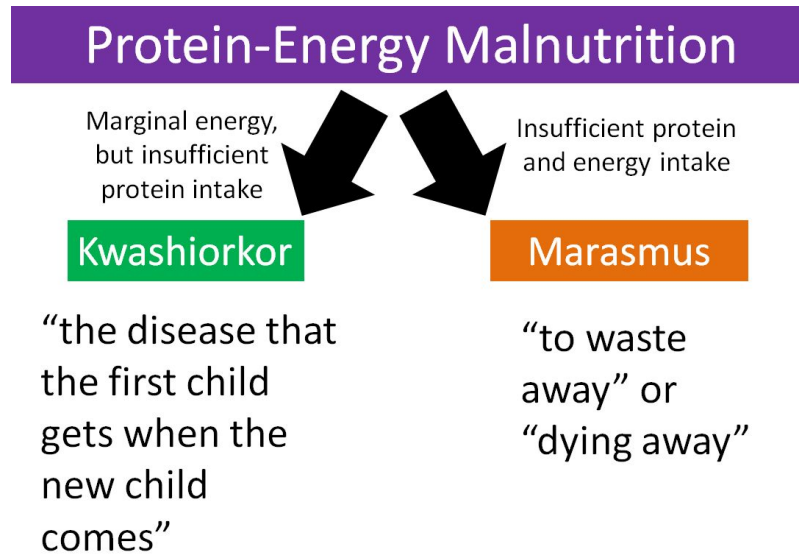 Protein-Energy Malnutrition
Marginal energy,
but insufficient
protein intake
Insufficient protein
and energy intake
Kwashiorkor
Marasmus
“the disease that
the first child
gets when the
new child
comes”
“to waste
away” or
“dying away”